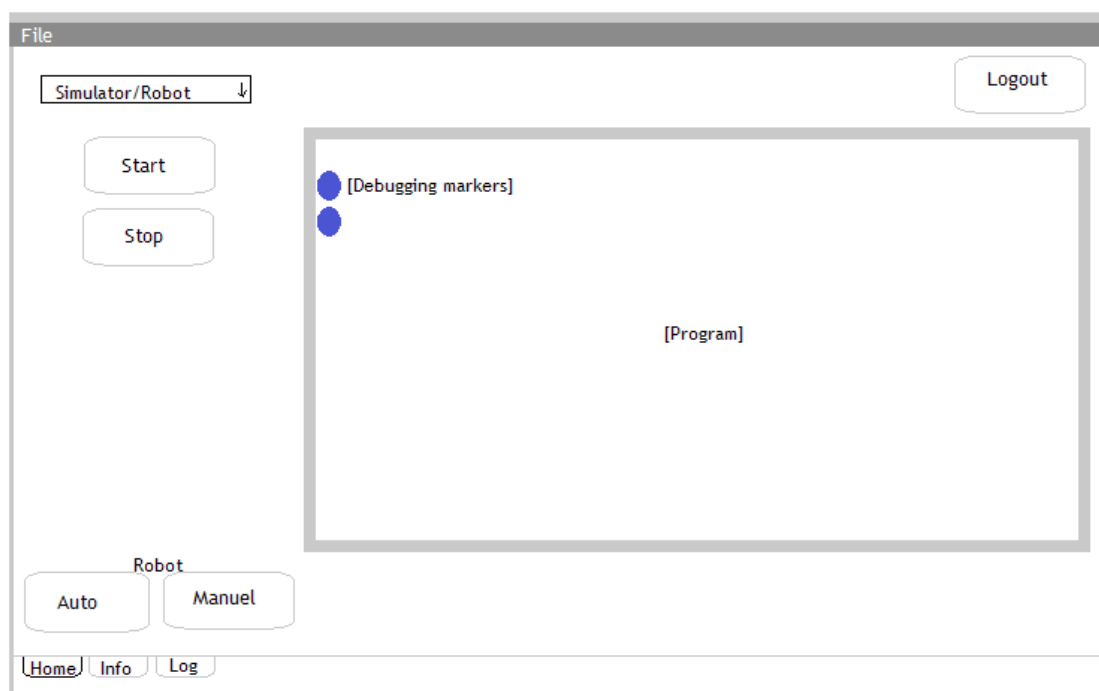 File
Simulator/Robot ↓
Logout
Start
Stop
[Debugging markers]
[Program]
Robot
Auto
Manuel
Home
Info
Log